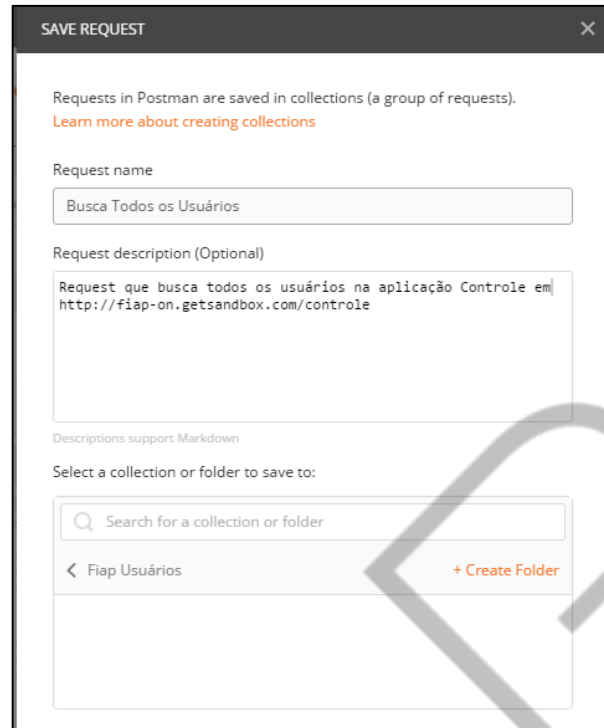 SAVE REQUEST
Requests in Postman are saved in collections (a group of requests).
Learn more about creating collections
Request name
Busca Todos os Usuários
Request description (Optional)
Request que busca todos os usuários na aplicação Controle em
http://fiap-on.getsandbox.com/controle
Descriptions support Markdown
Select a collection or folder to save to:
Search for a collection or folder
Fiap Usuários
+ Create Folder